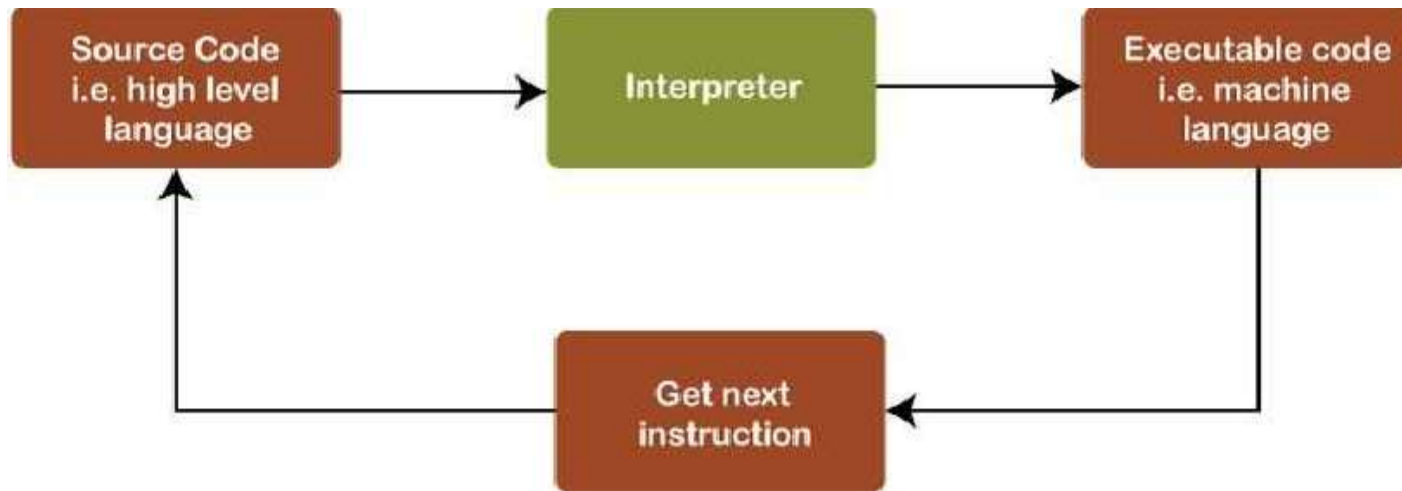 Source Code
i.e. high level
language
Interpreter
Executable code
i.e. machine
language
Get next
instruction